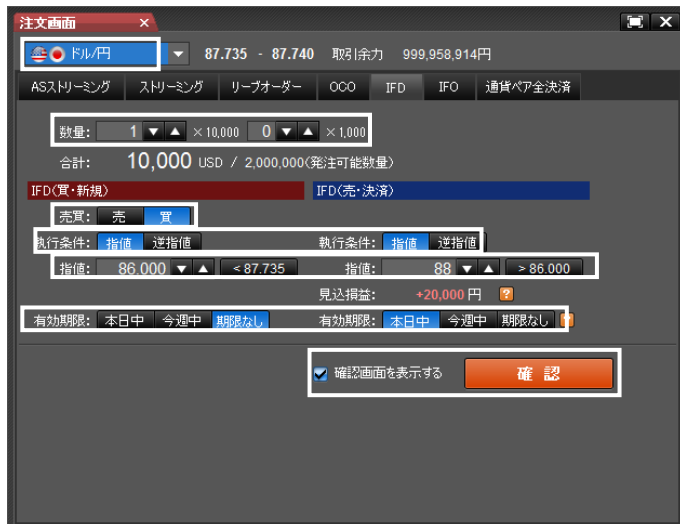 注文画面 ×
ドル/円 87.735 - 87.740 取引余力 999,958,914円
ASストリーミング ストリーミング リーブオーダー OCO IFD IFO 通貨ペア全決済
数量: 1 ▼ ▲ ×10,000 0 ▼ ▲ ×1,000
合計: 10,000 USD / 2,000,000(発注可能数量)
IFD(買・新規) IFD(売・決済)
売買: 売 買
執行条件: 指値 逆指値 執行条件: 指値 逆指値
指値: 86.000 ▼ ▲ <87.735 指値: 88 ▼ ▲ >86.000
見込損益: +20,000 円 ?
有効期限: 本日中 今週中 期限なし 有効期限: 本日中 今週中 期限なし ?
確認画面を表示する 確認